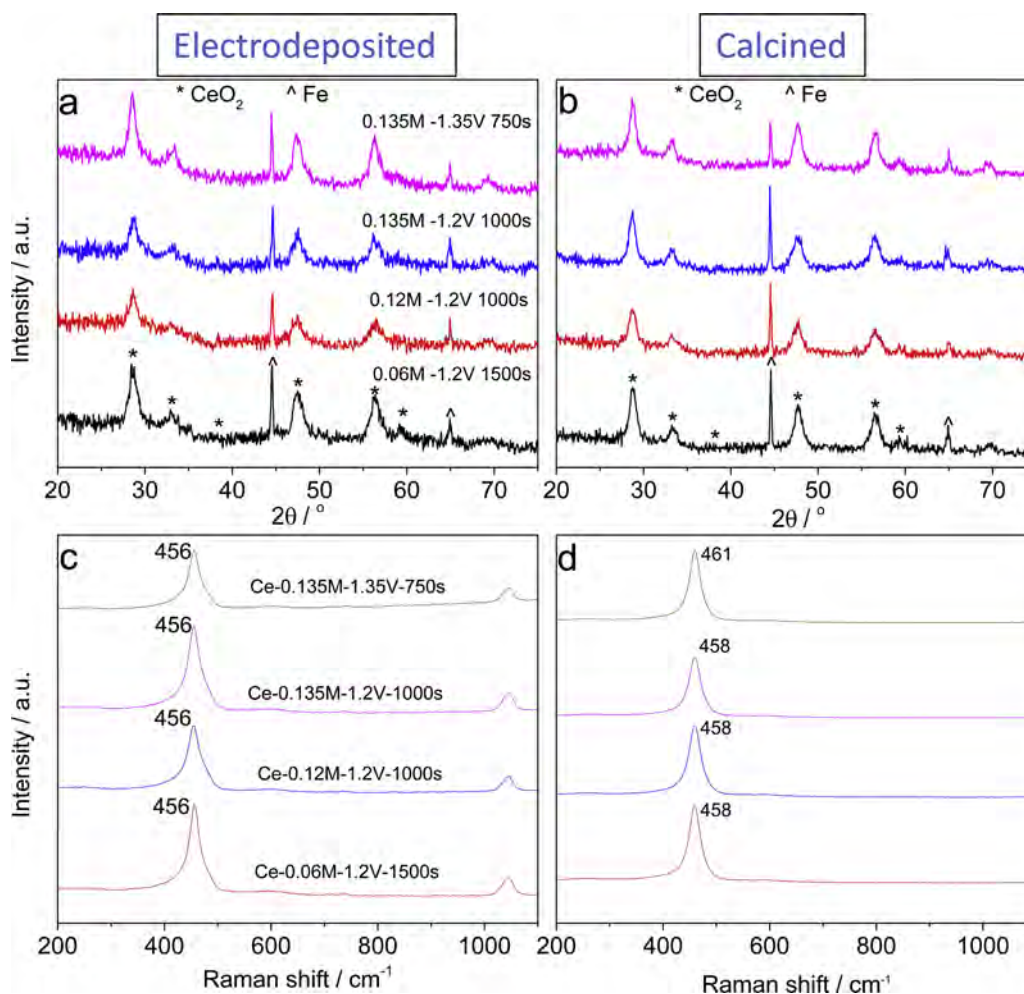 Electrodeposited
Calcined
a
* CeO₂ ^ Fe
0.135M -1.35V 750s
0.135M -1.2V 1000s
0.12M -1.2V 1000s
0.06M -1.2V 1500s
* * * ^ * * * ^
Intensity / a.u.
20 30 40 50 60 70
2θ / °
b
* CeO₂ ^ Fe
* * * ^ * * * ^
20 30 40 50 60 70
2θ / °
c
456
Ce-0.135M-1.35V-750s
456
Ce-0.135M-1.2V-1000s
456
Ce-0.12M-1.2V-1000s
456
Ce-0.06M-1.2V-1500s
Intensity / a.u.
200 400 600 800 1000
Raman shift / cm⁻¹
d
461
458
458
458
200 400 600 800 1000
Raman shift / cm⁻¹